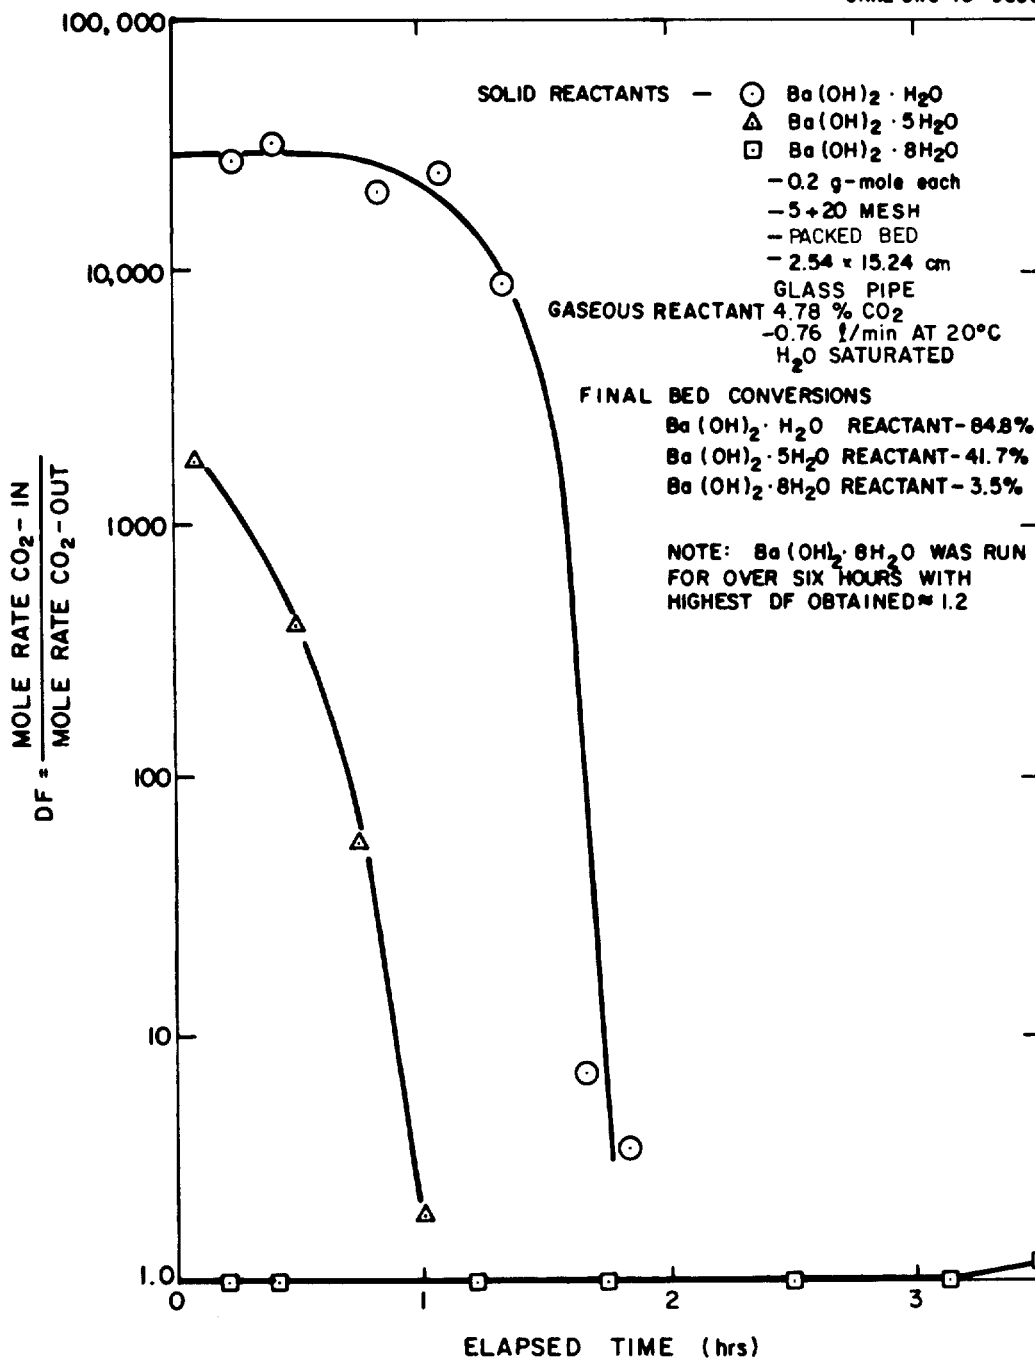 100,000
SOLID REACTANTS — Ba(OH)₂ · H₂O
Ba(OH)₂ · 5H₂O
Ba(OH)₂ · 8H₂O
-0.2 g-mole each
-5+20 MESH
- PACKED BED
- 2.54 x 15.24 cm
GLASS PIPE
GASEOUS REACTANT 4.78 % CO₂
-0.76 l/min AT 20°C
H₂O SATURATED
FINAL BED CONVERSIONS
Ba(OH)₂ · H₂O REACTANT-84.8%
Ba(OH)₂ · 5H₂O REACTANT-41.7%
Ba(OH)₂ · 8H₂O REACTANT-3.5%
NOTE: Ba(OH)₂ · 8H₂O WAS RUN
FOR OVER SIX HOURS WITH
HIGHEST DF OBTAINED ≈ 1.2
10,000
1000
100
10
1.0
DF = MOLE RATE CO₂-IN
MOLE RATE CO₂-OUT
0 1 2 3
ELAPSED TIME (hrs)